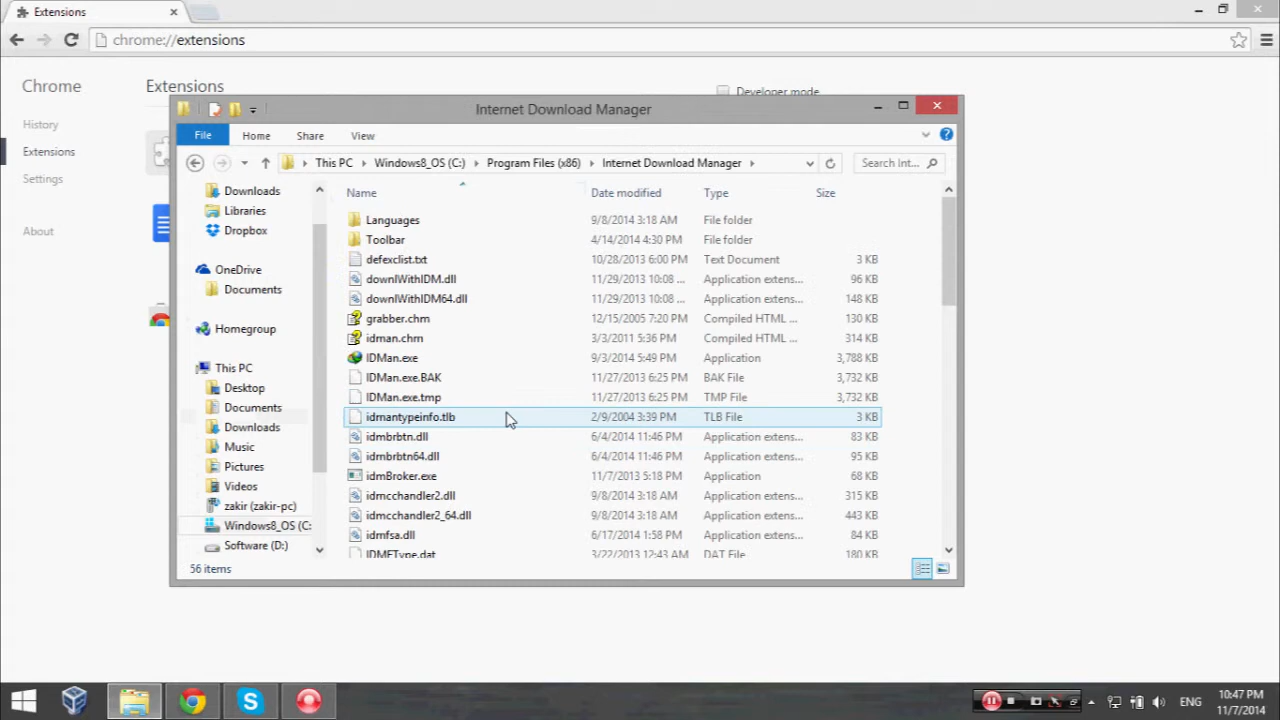 Extensions
chrome://extensions
Chrome
Extensions
Developer mode
History
Extensions
Settings
About
Internet Download Manager
File Home Share View
This PC Windows8_OS (C:) Program Files (x86) Internet Download Manager
Search Int...
Downloads
Libraries
Dropbox
OneDrive
Documents
Homegroup
This PC
Desktop
Documents
Downloads
Music
Pictures
Videos
zakir (zakir-pc)
Windows8_OS (C:
Software (D:)
Name Date modified Type Size
Languages 9/8/2014 3:18 AM File folder
Toolbar 4/14/2014 4:30 PM File folder
defexclist.txt 10/28/2013 6:00 PM Text Document 3 KB
downlWithIDM.dll 11/29/2013 10:08 ... Application extens... 96 KB
downlWithIDM64.dll 11/29/2013 10:08 ... Application extens... 148 KB
grabber.chm 12/15/2005 7:20 PM Compiled HTML ... 130 KB
idman.chm 3/3/2011 5:36 PM Compiled HTML ... 314 KB
IDMan.exe 9/3/2014 5:49 PM Application 3,788 KB
IDMan.exe.BAK 11/27/2013 6:25 PM BAK File 3,732 KB
IDMan.exe.tmp 11/27/2013 6:25 PM TMP File 3,732 KB
idmantypeinfo.tlb 2/9/2004 3:39 PM TLB File 3 KB
idmbrbtn.dll 6/4/2014 11:46 PM Application extens... 83 KB
idmbrbtn64.dll 6/4/2014 11:46 PM Application extens... 95 KB
idmBroker.exe 11/7/2013 5:18 PM Application 68 KB
idmcchandler2.dll 9/8/2014 3:18 AM Application extens... 315 KB
idmcchandler2_64.dll 9/8/2014 3:18 AM Application extens... 443 KB
idmfsa.dll 6/17/2014 1:58 PM Application extens... 84 KB
IDMFType.dat 3/22/2013 12:43 AM DAT File 180 KB
56 items
ENG
10:47 PM
11/7/2014